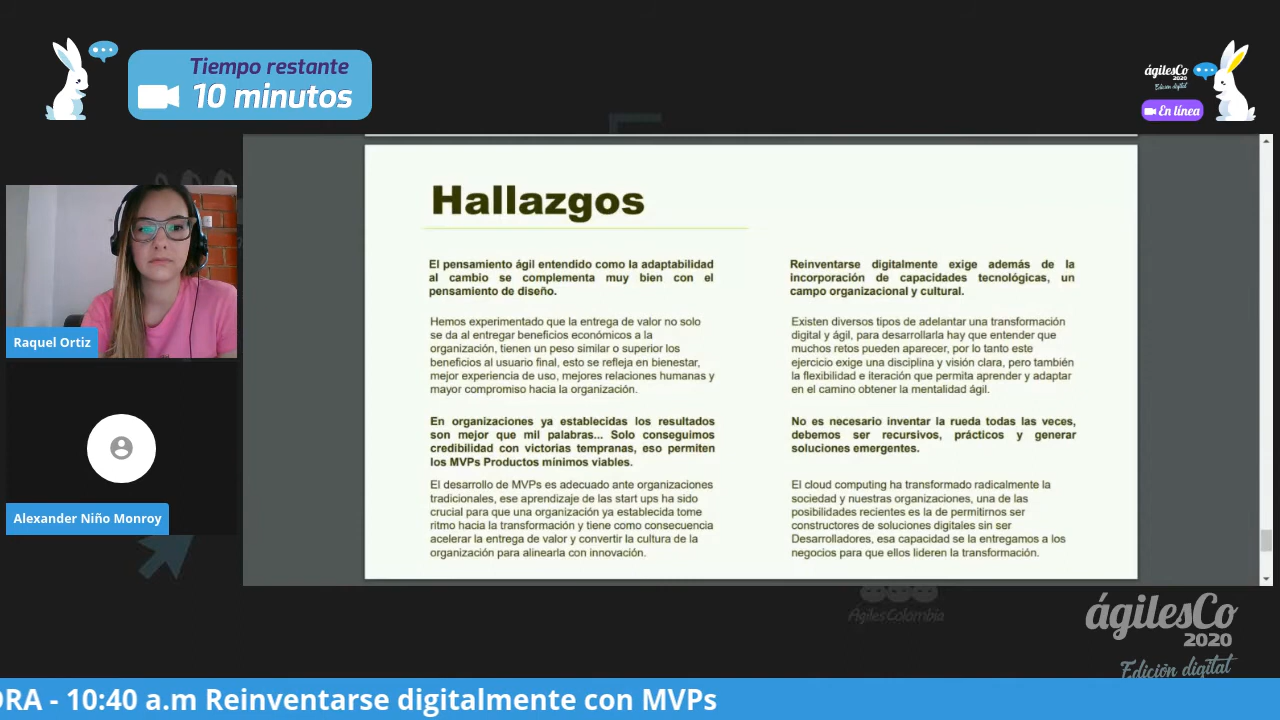 Tiempo restante
10 minutos
ágilesCo
2020
Edición digital
En línea
Hallazgos
El pensamiento ágil entendido como la adaptabilidad
al cambio se complementa muy bien con el
pensamiento de diseño.
Hemos experimentado que la entrega de valor no solo
se da al entregar beneficios económicos a la
organización, tienen un peso similar o superior los
beneficios al usuario final, esto se refleja en bienestar,
mejor experiencia de uso, mejores relaciones humanas y
mayor compromiso hacia la organización.
En organizaciones ya establecidas los resultados
son mejor que mil palabras... Solo conseguimos
credibilidad con victorias tempranas, eso permiten
los MVPs Productos mínimos viables.
El desarrollo de MVPs es adecuado ante organizaciones
tradicionales, ese aprendizaje de las start ups ha sido
crucial para que una organización ya establecida tome
ritmo hacia la transformación y tiene como consecuencia
acelerar la entrega de valor y convertir la cultura de la
organización para alinearla con innovación.
Reinventarse digitalmente exige además de la
incorporación de capacidades tecnológicas, un
campo organizacional y cultural.
Existen diversos tipos de adelantar una transformación
digital y ágil, para desarrollarla hay que entender que
muchos retos pueden aparecer, por lo tanto este
ejercicio exige una disciplina y visión clara, pero también
la flexibilidad e iteración que permita aprender y adaptar
en el camino obtener la mentalidad ágil.
No es necesario inventar la rueda todas las veces,
debemos ser recursivos, prácticos y generar
soluciones emergentes.
El cloud computing ha transformado radicalmente la
sociedad y nuestras organizaciones, una de las
posibilidades recientes es la de permitirnos ser
constructores de soluciones digitales sin ser
Desarrolladores, esa capacidad se la entregamos a los
negocios para que ellos lideren la transformación.
Raquel Ortiz
Alexander Niño Monroy
ÁgilesColombia
ágilesCo
2020
Edición digital
ORA - 10:40 a.m Reinventarse digitalmente con MVPs